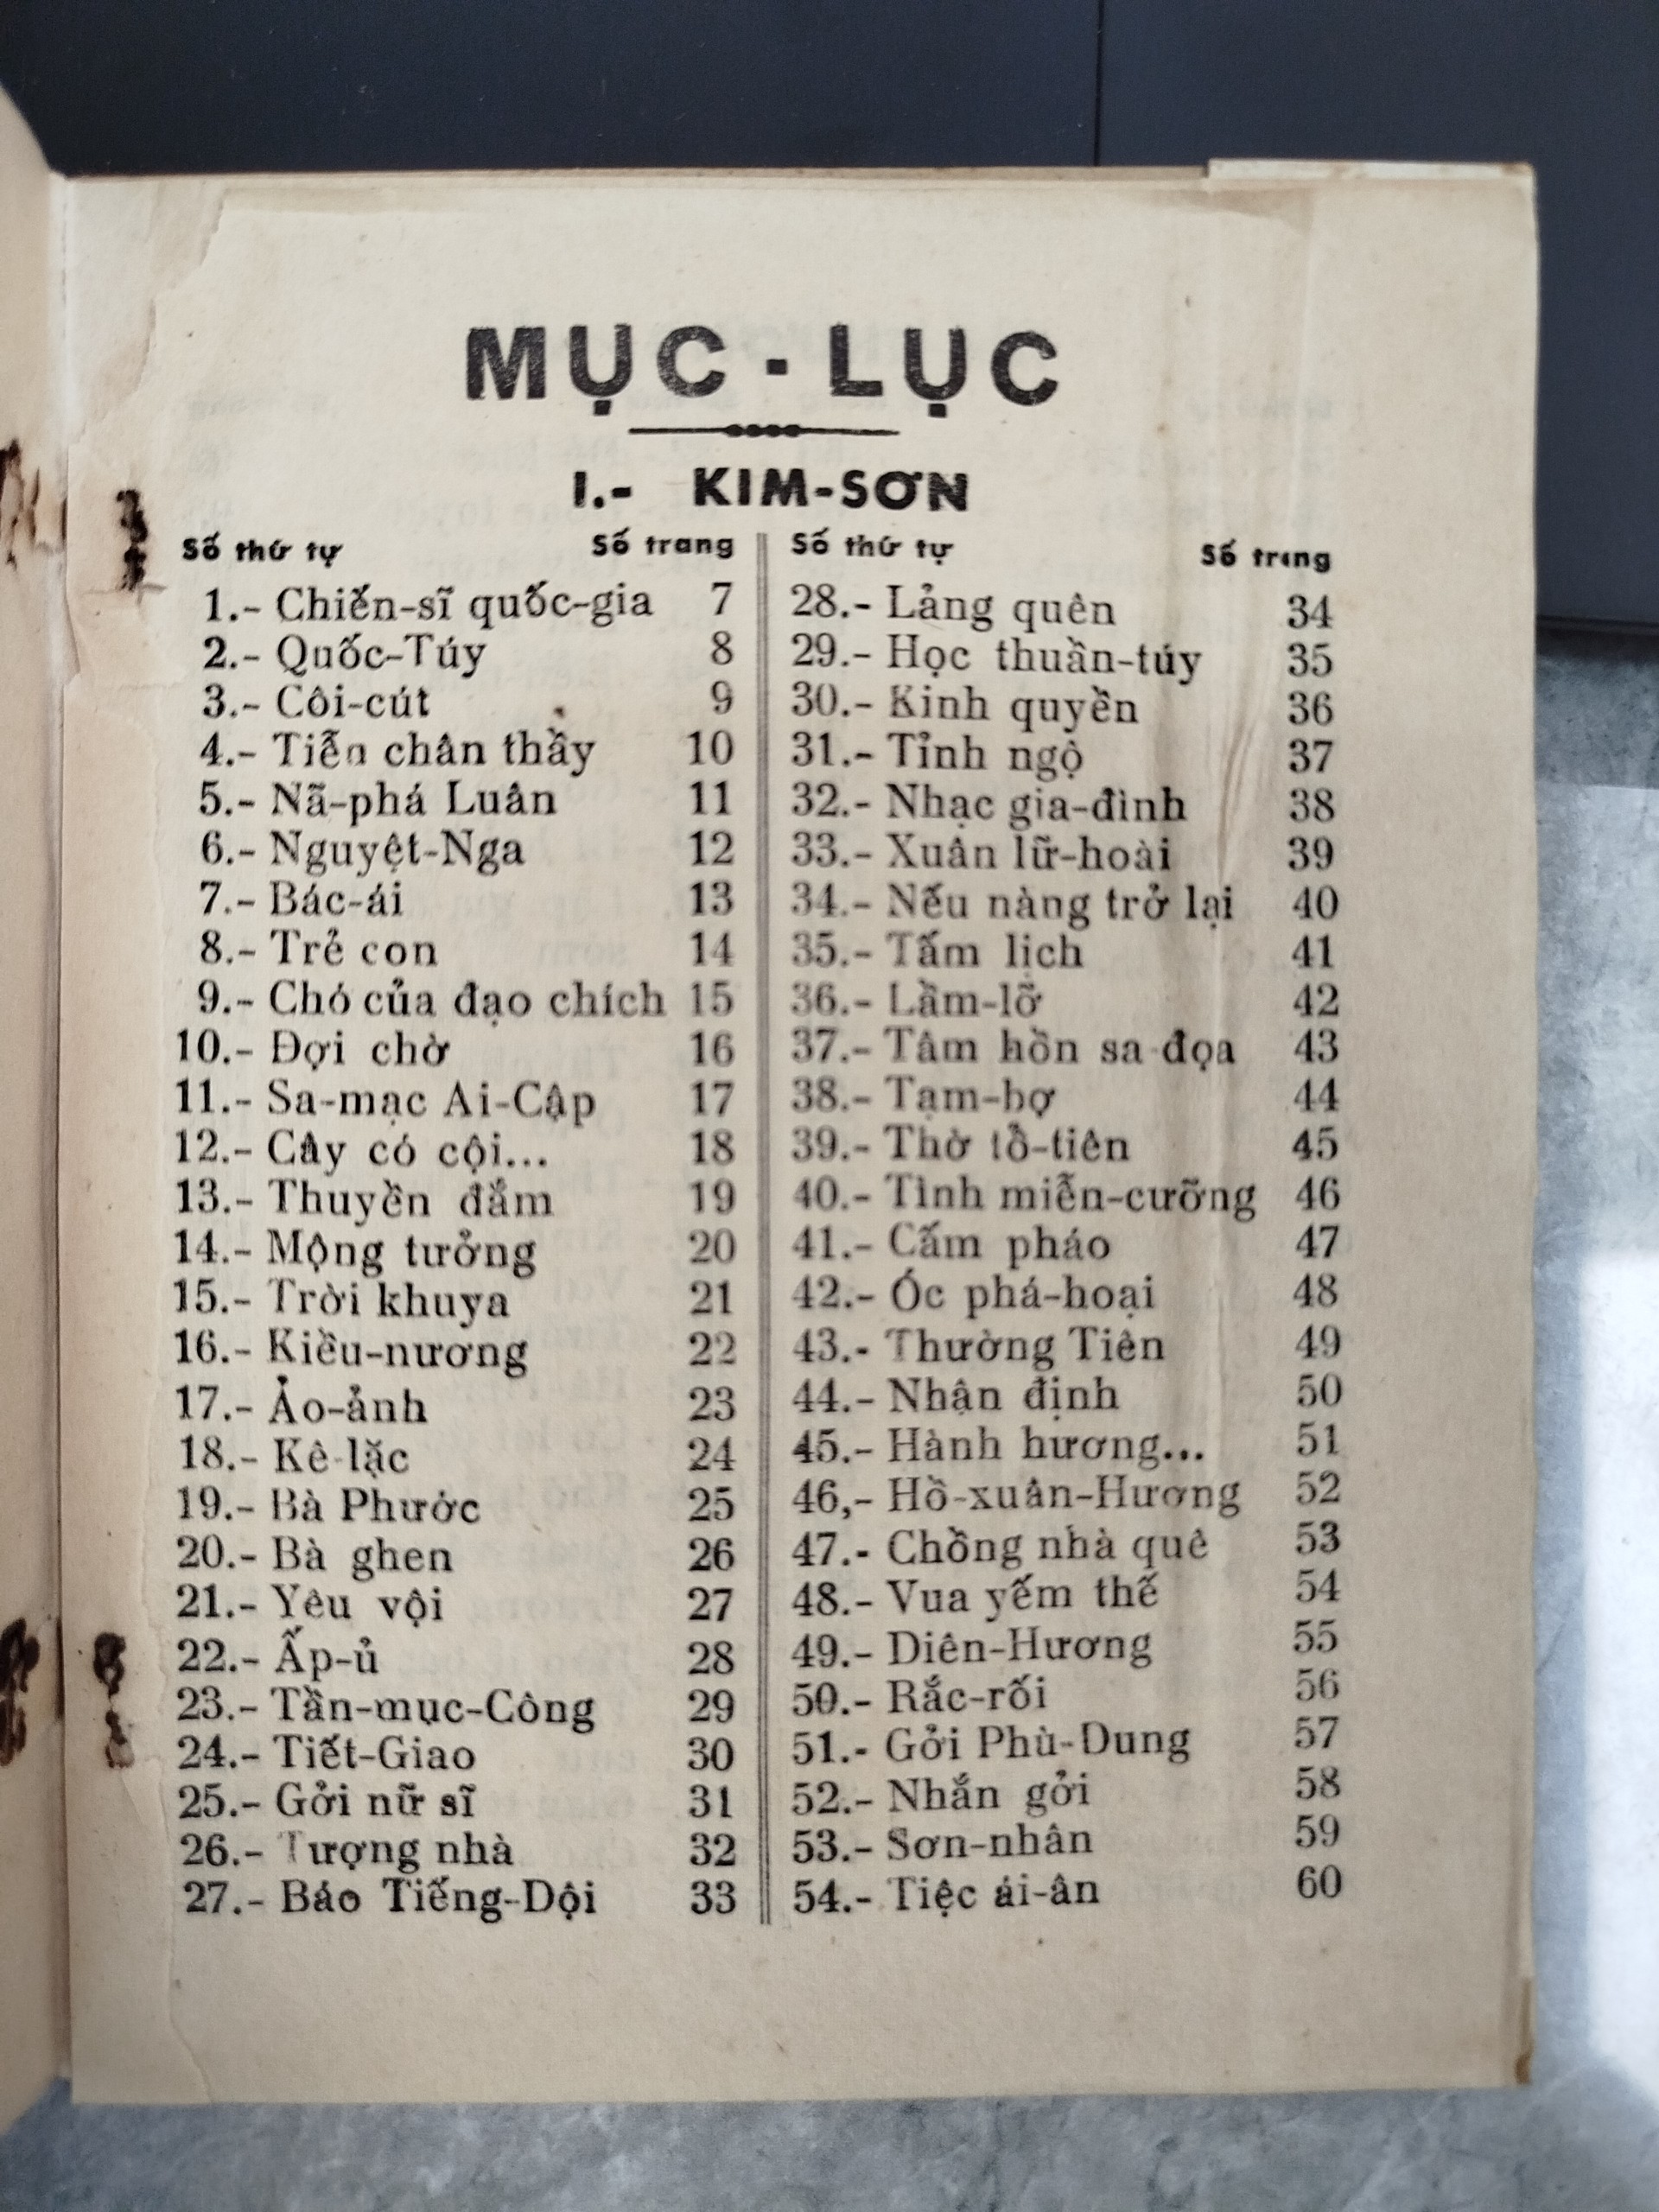 MỤC - LỤC
I.- KIM-SƠN
Số thứ tự Số trang
1.- Chiến-sĩ quốc-gia 7
2.- Quốc-Túy 8
3.- Côi-cút 9
4.- Tiễn chân thầy 10
5.- Nã-phá Luân 11
6.- Nguyệt-Nga 12
7.- Bác-ái 13
8.- Trẻ con 14
9.- Chó của đạo chích 15
10.- Đợi chờ 16
11.- Sa-mạc Ai-Cập 17
12.- Cây có cội... 18
13.- Thuyền đắm 19
14.- Mộng tưởng 20
15.- Trời khuya 21
16.- Kiều-nương 22
17.- Ảo-ảnh 23
18.- Kê-lặc 24
19.- Bà Phước 25
20.- Bà ghen 26
21.- Yêu vội 27
22.- Ấp-ủ 28
23.- Tần-mục-Công 29
24.- Tiết-Giao 30
25.- Gởi nữ sĩ 31
26.- Tượng nhà 32
27.- Báo Tiếng-Dội 33
Số thứ tự Số trang
28.- Lảng quên 34
29.- Học thuần-túy 35
30.- Kinh quyền 36
31.- Tỉnh ngộ 37
32.- Nhạc gia-đình 38
33.- Xuân lữ-hoài 39
34.- Nếu nàng trở lại 40
35.- Tấm lịch 41
36.- Lầm-lỡ 42
37.- Tâm hồn sa-đọa 43
38.- Tạm-bợ 44
39.- Thờ tổ-tiên 45
40.- Tình miễn-cưỡng 46
41.- Cấm pháo 47
42.- Óc phá-hoại 48
43.- Thường Tiên 49
44.- Nhận định 50
45.- Hành hương... 51
46,- Hồ-xuân-Hương 52
47.- Chồng nhà quê 53
48.- Vua yếm thế 54
49.- Diên-Hương 55
50.- Rắc-rối 56
51.- Gởi Phù-Dung 57
52.- Nhắn gởi 58
53.- Sơn-nhân 59
54.- Tiệc ái-ân 60